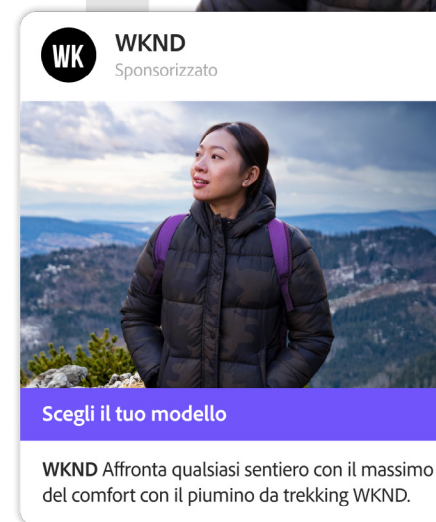 WK
WKND
Sponsorizzato
Scegli il tuo modello
WKND Affronta qualsiasi sentiero con il massimo
del comfort con il piumino da trekking WKND.